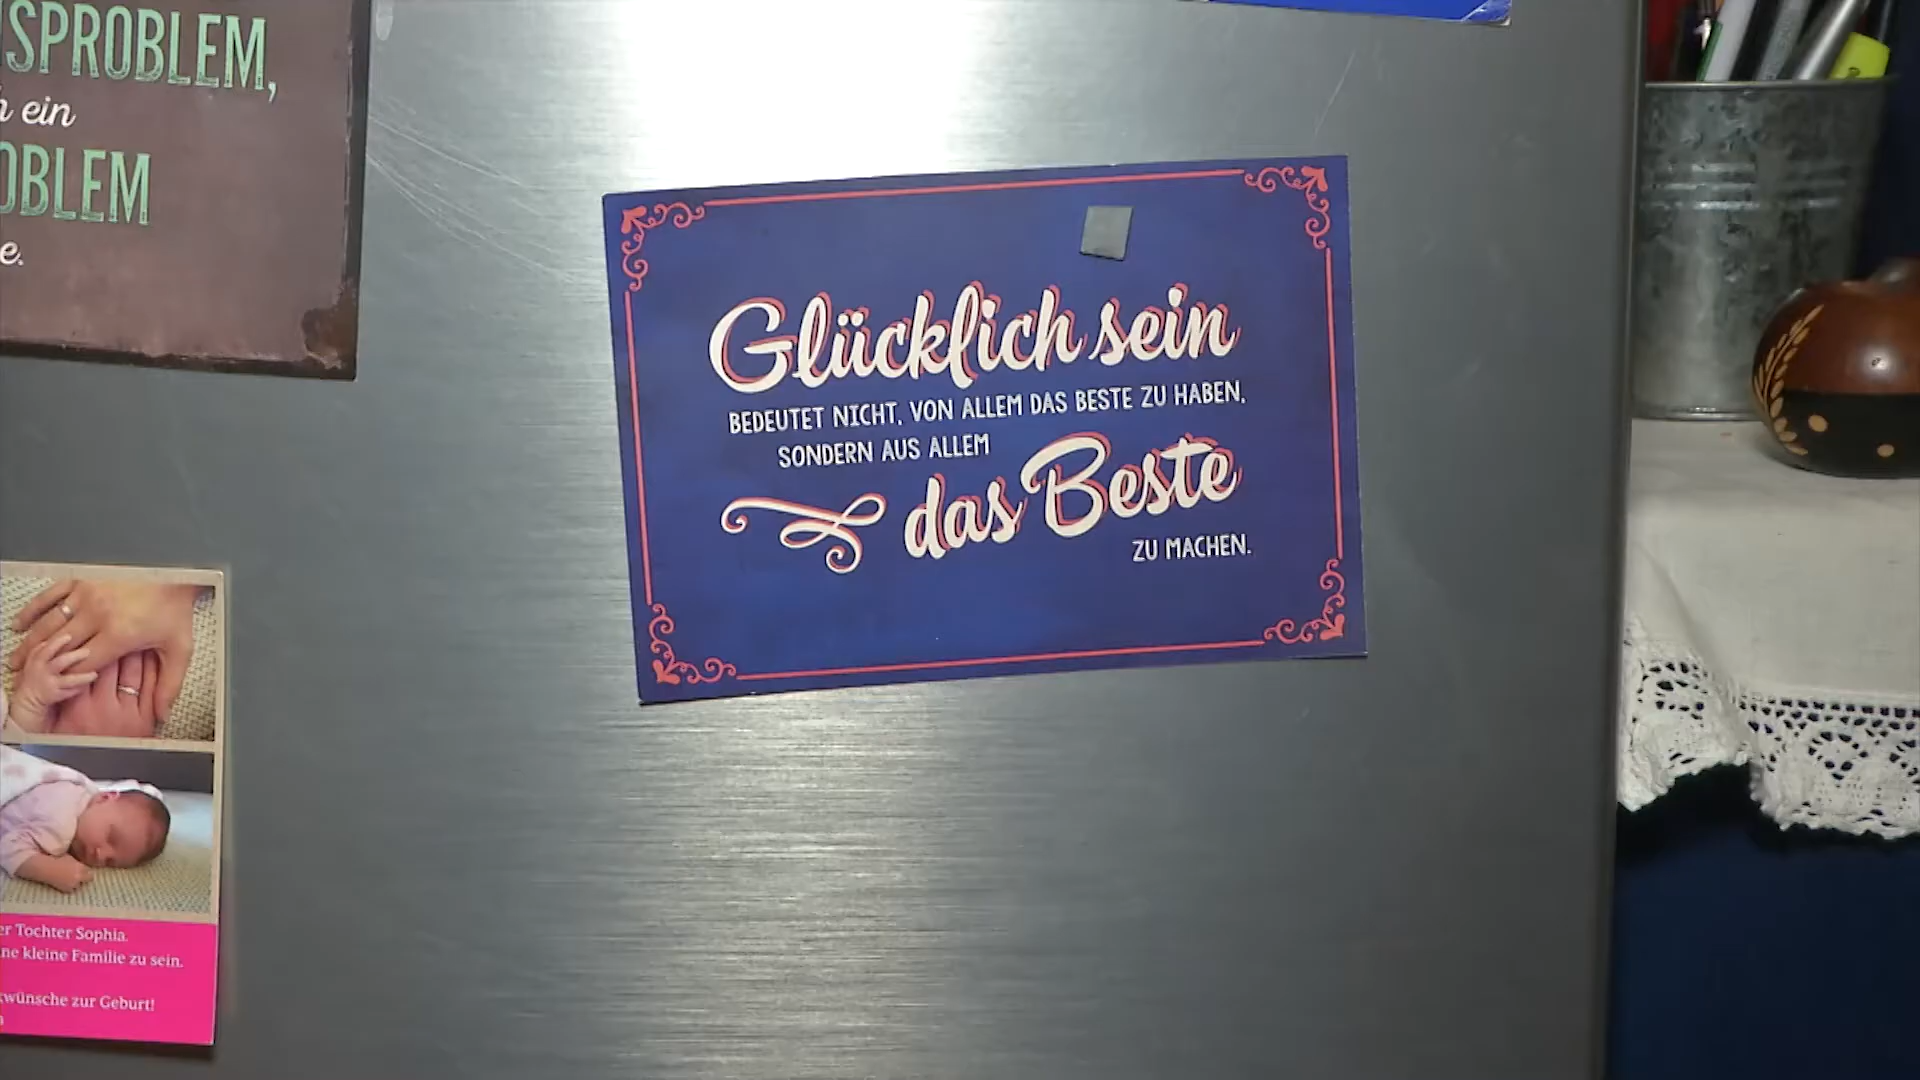 SPROBLEM,
ein
OBLEM
e.
Glücklich sein
BEDEUTET NICHT, VON ALLEM DAS BESTE ZU HABEN,
SONDERN AUS ALLEM
das Beste
ZU MACHEN.
er Tochter Sophia.
ne kleine Familie zu sein.
wünsche zur Geburt!